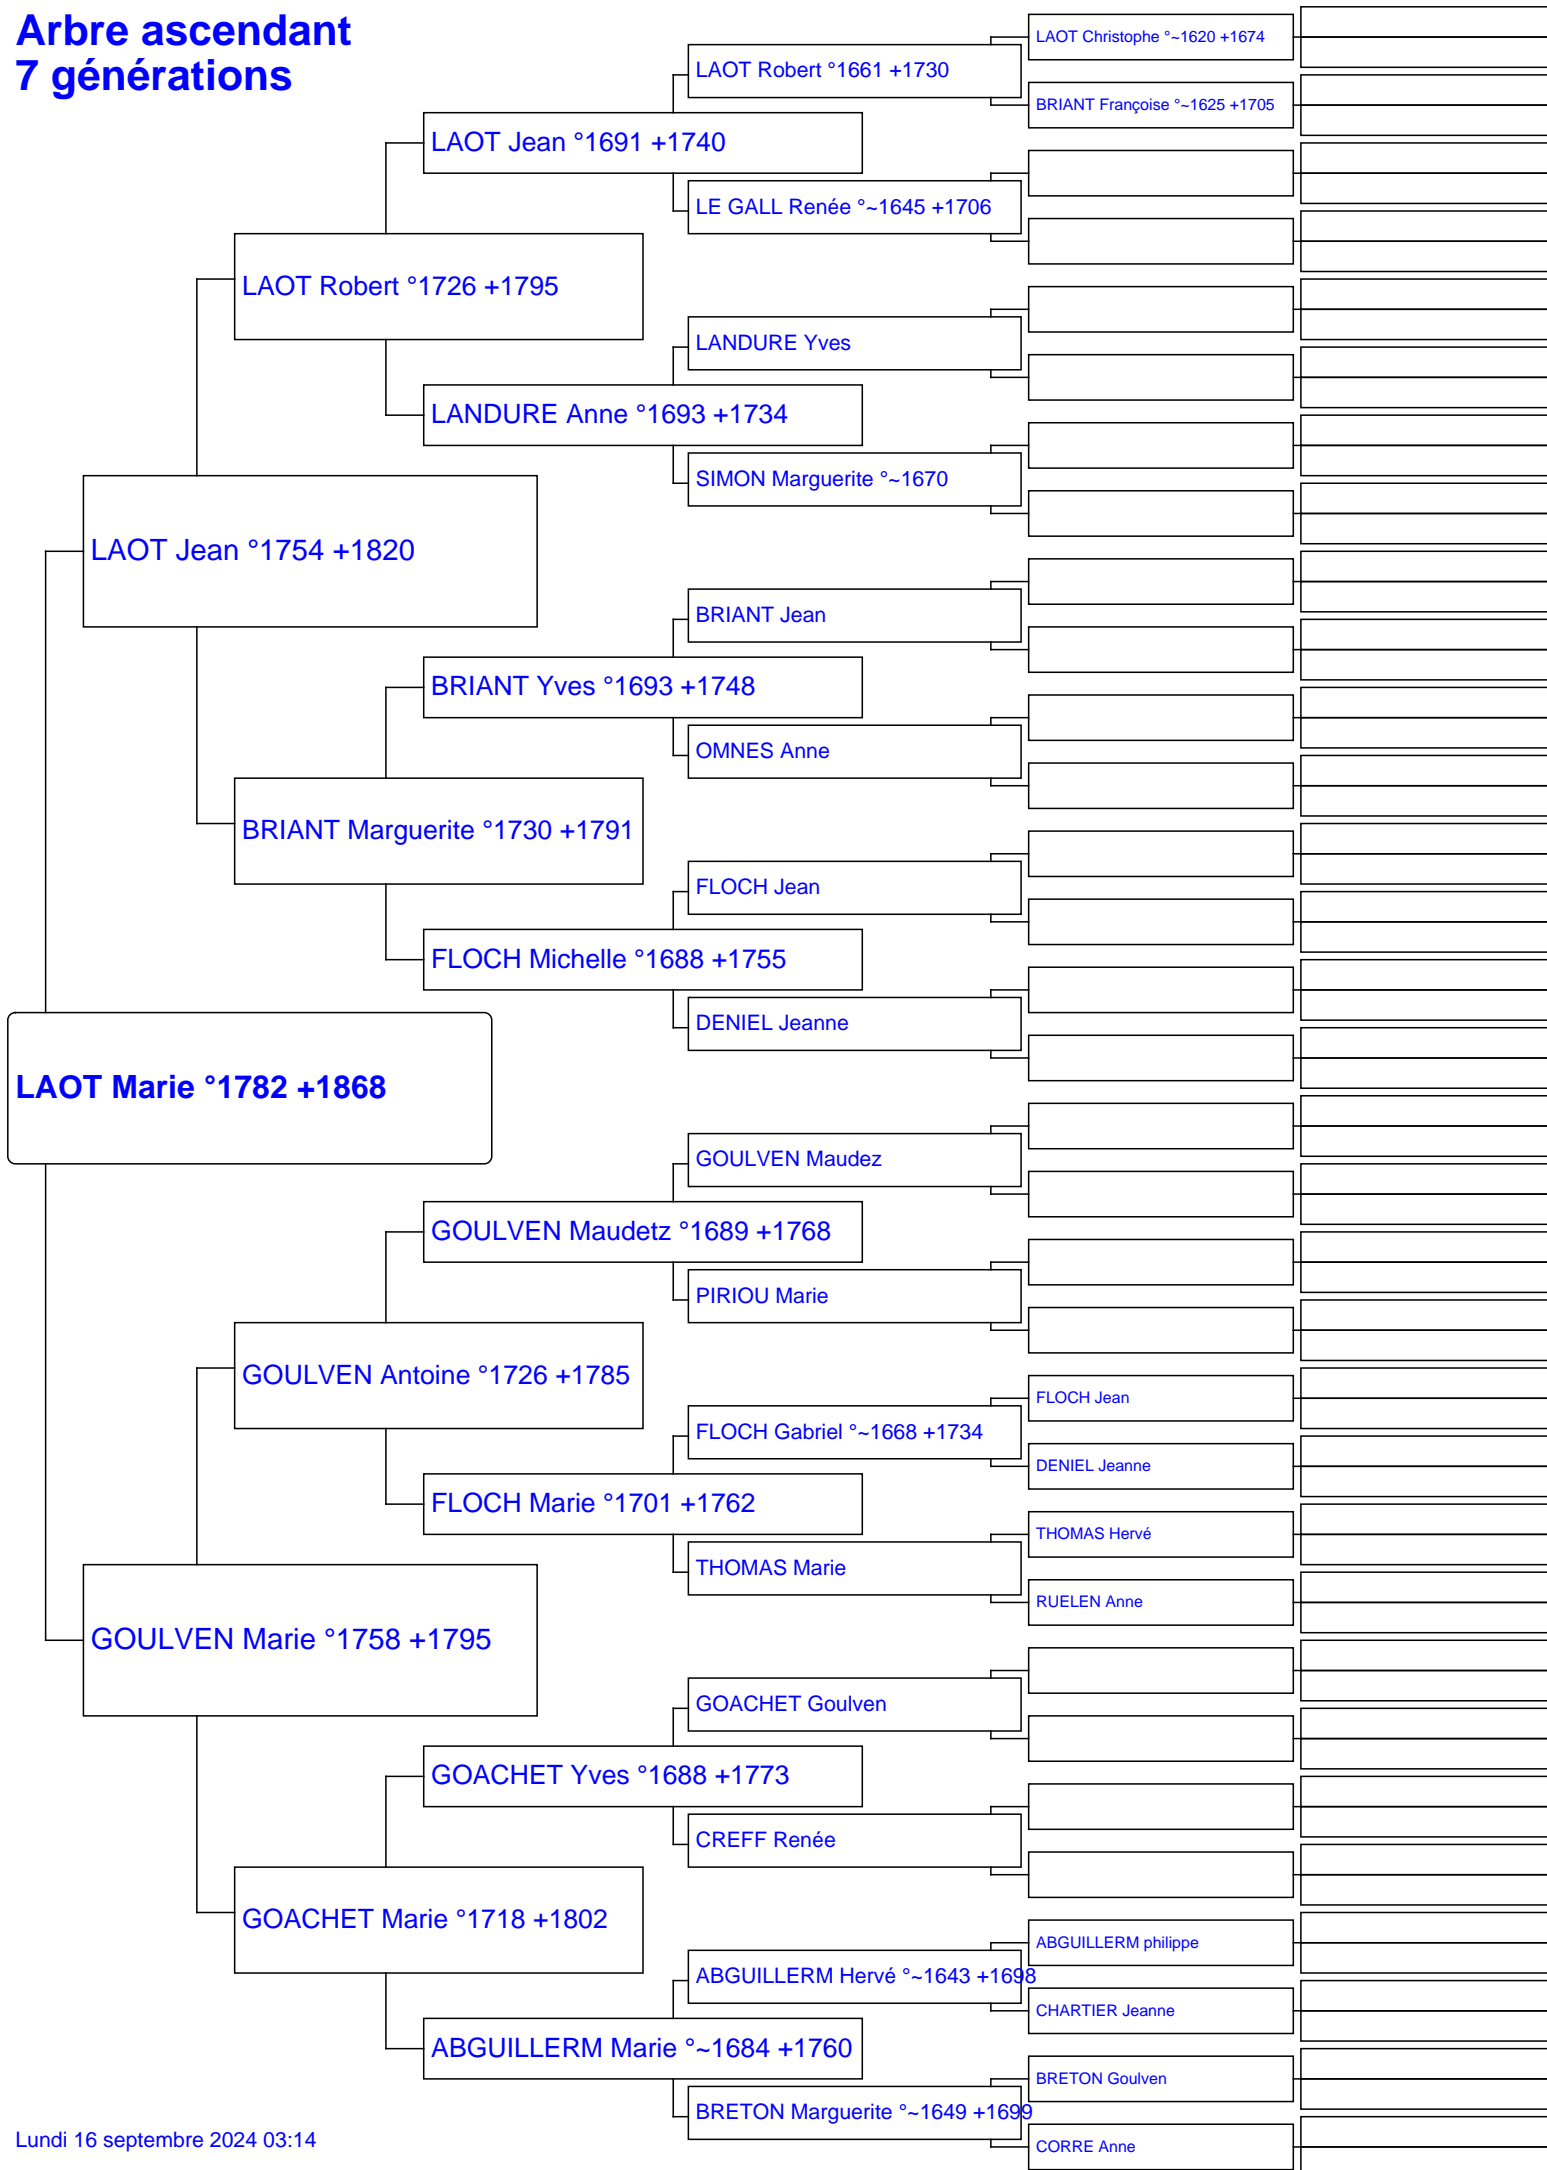 Arbre ascendant
7 générations
LAOT Christophe °~1620 +1674
LAOT Robert °1661 +1730
BRIANT Françoise °~1625 +1705
LAOT Jean °1691 +1740
LE GALL Renée °~1645 +1706
LAOT Robert °1726 +1795
LANDURE Yves
LANDURE Anne °1693 +1734
SIMON Marguerite °~1670
LAOT Jean °1754 +1820
BRIANT Jean
BRIANT Yves °1693 +1748
OMNES Anne
BRIANT Marguerite °1730 +1791
FLOCH Jean
FLOCH Michelle °1688 +1755
DENIEL Jeanne
LAOT Marie °1782 +1868
GOULVEN Maudez
GOULVEN Maudetz °1689 +1768
PIRIOU Marie
GOULVEN Antoine °1726 +1785
FLOCH Jean
FLOCH Gabriel °~1668 +1734
DENIEL Jeanne
FLOCH Marie °1701 +1762
THOMAS Hervé
THOMAS Marie
RUELEN Anne
GOULVEN Marie °1758 +1795
GOACHET Goulven
GOACHET Yves °1688 +1773
CREFF Renée
GOACHET Marie °1718 +1802
ABGUILLERM philippe
ABGUILLERM Hervé °~1643 +1698
CHARTIER Jeanne
ABGUILLERM Marie °~1684 +1760
BRETON Goulven
BRETON Marguerite °~1649 +1699
CORRE Anne
Lundi 16 septembre 2024 03:14